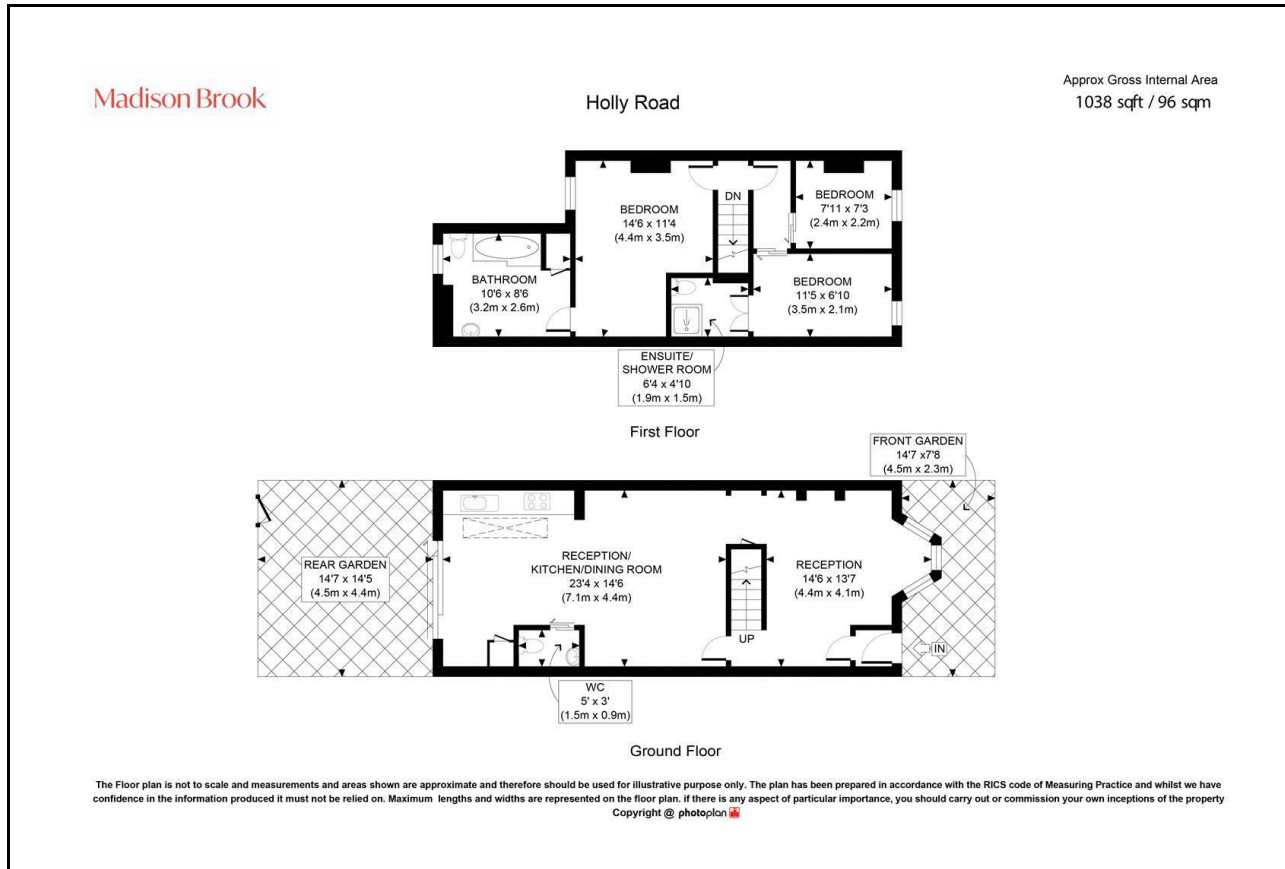 Madison Brook
Holly Road
Approx Gross Internal Area
1038 sqft / 96 sqm
BEDROOM
14'6 x 11'4
(4.4m x 3.5m)
DN
BEDROOM
7'11 x 7'3
(2.4m x 2.2m)
BATHROOM
10'6 x 8'6
(3.2m x 2.6m)
BEDROOM
11'5 x 6'10
(3.5m x 2.1m)
ENSUITE/
SHOWER ROOM
6'4 x 4'10
(1.9m x 1.5m)
First Floor
FRONT GARDEN
14'7 x7'8
(4.5m x 2.3m)
REAR GARDEN
14'7 x 14'5
(4.5m x 4.4m)
RECEPTION/
KITCHEN/DINING ROOM
23'4 x 14'6
(7.1m x 4.4m)
RECEPTION
14'6 x 13'7
(4.4m x 4.1m)
UP
IN
WC
5' x 3'
(1.5m x 0.9m)
Ground Floor
The Floor plan is not to scale and measurements and areas shown are approximate and therefore should be used for illustrative purpose only. The plan has been prepared in accordance with the RICS code of Measuring Practice and whilst we have
confidence in the information produced it must not be relied on. Maximum lengths and widths are represented on the floor plan. if there is any aspect of particular importance, you should carry out or commission your own inceptions of the property
Copyright @ photoplan